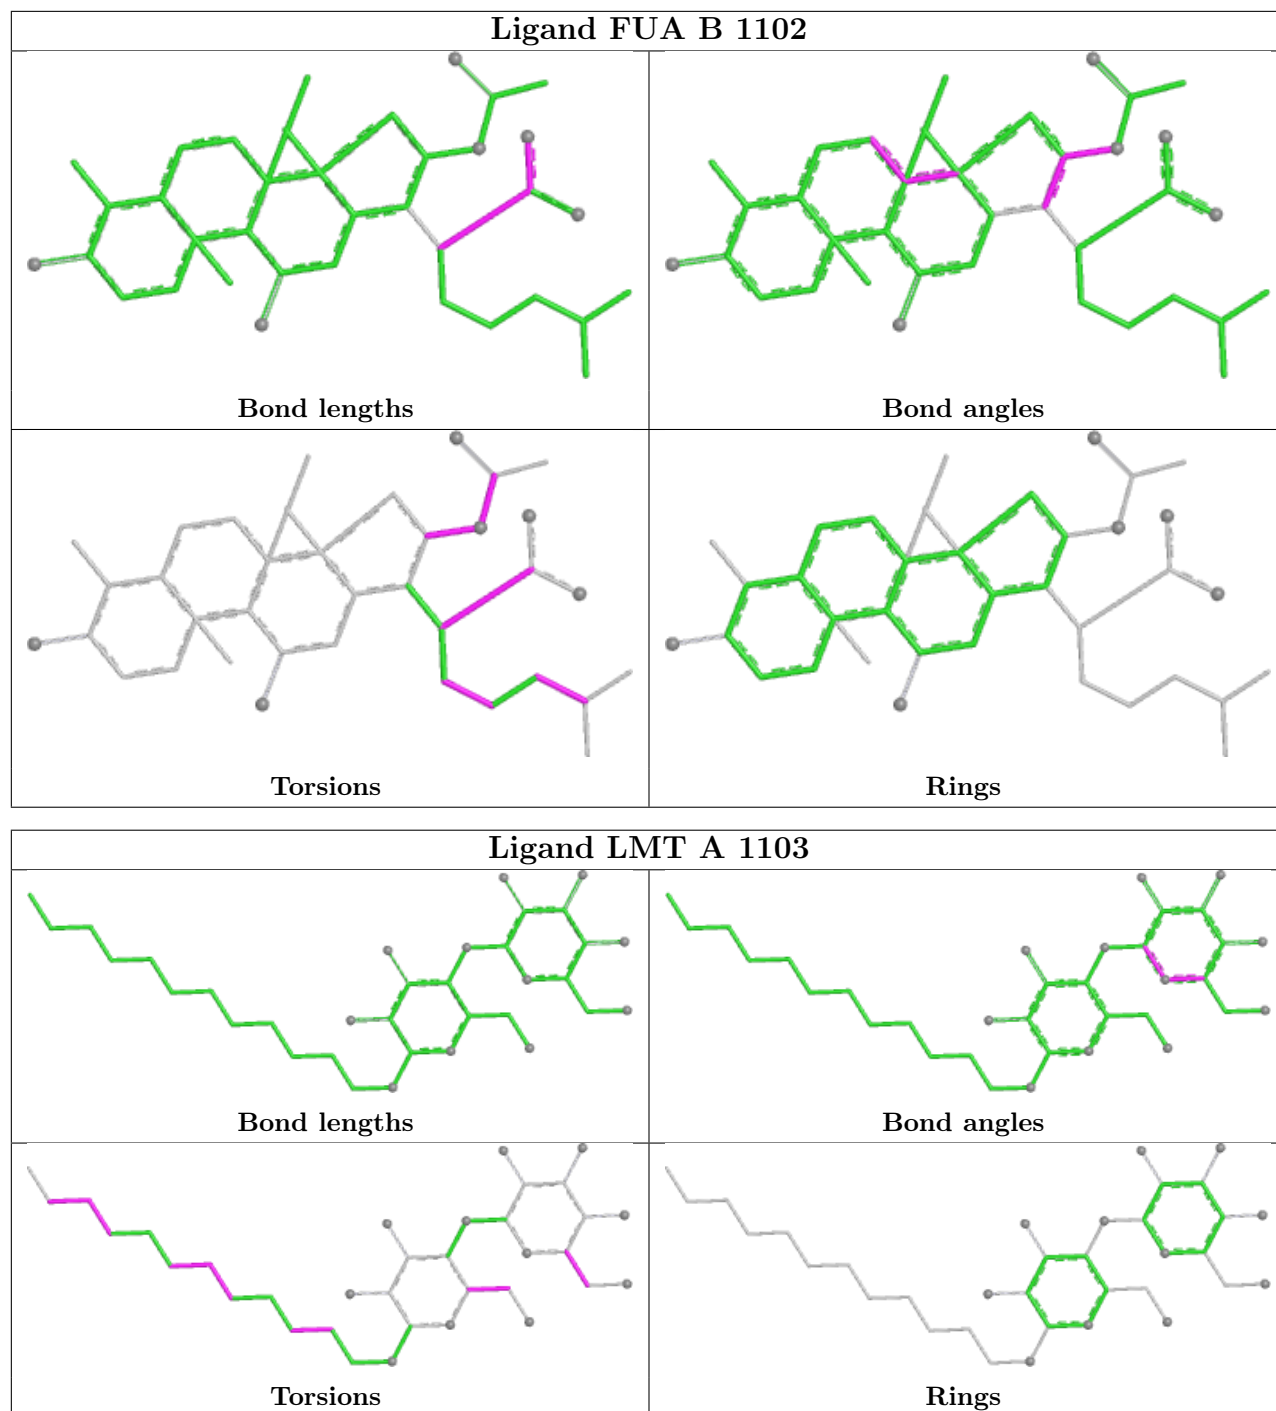 Ligand FUA B 1102
Bond lengths
Bond angles
Torsions
Rings
Ligand LMT A 1103
Bond lengths
Bond angles
Torsions
Rings